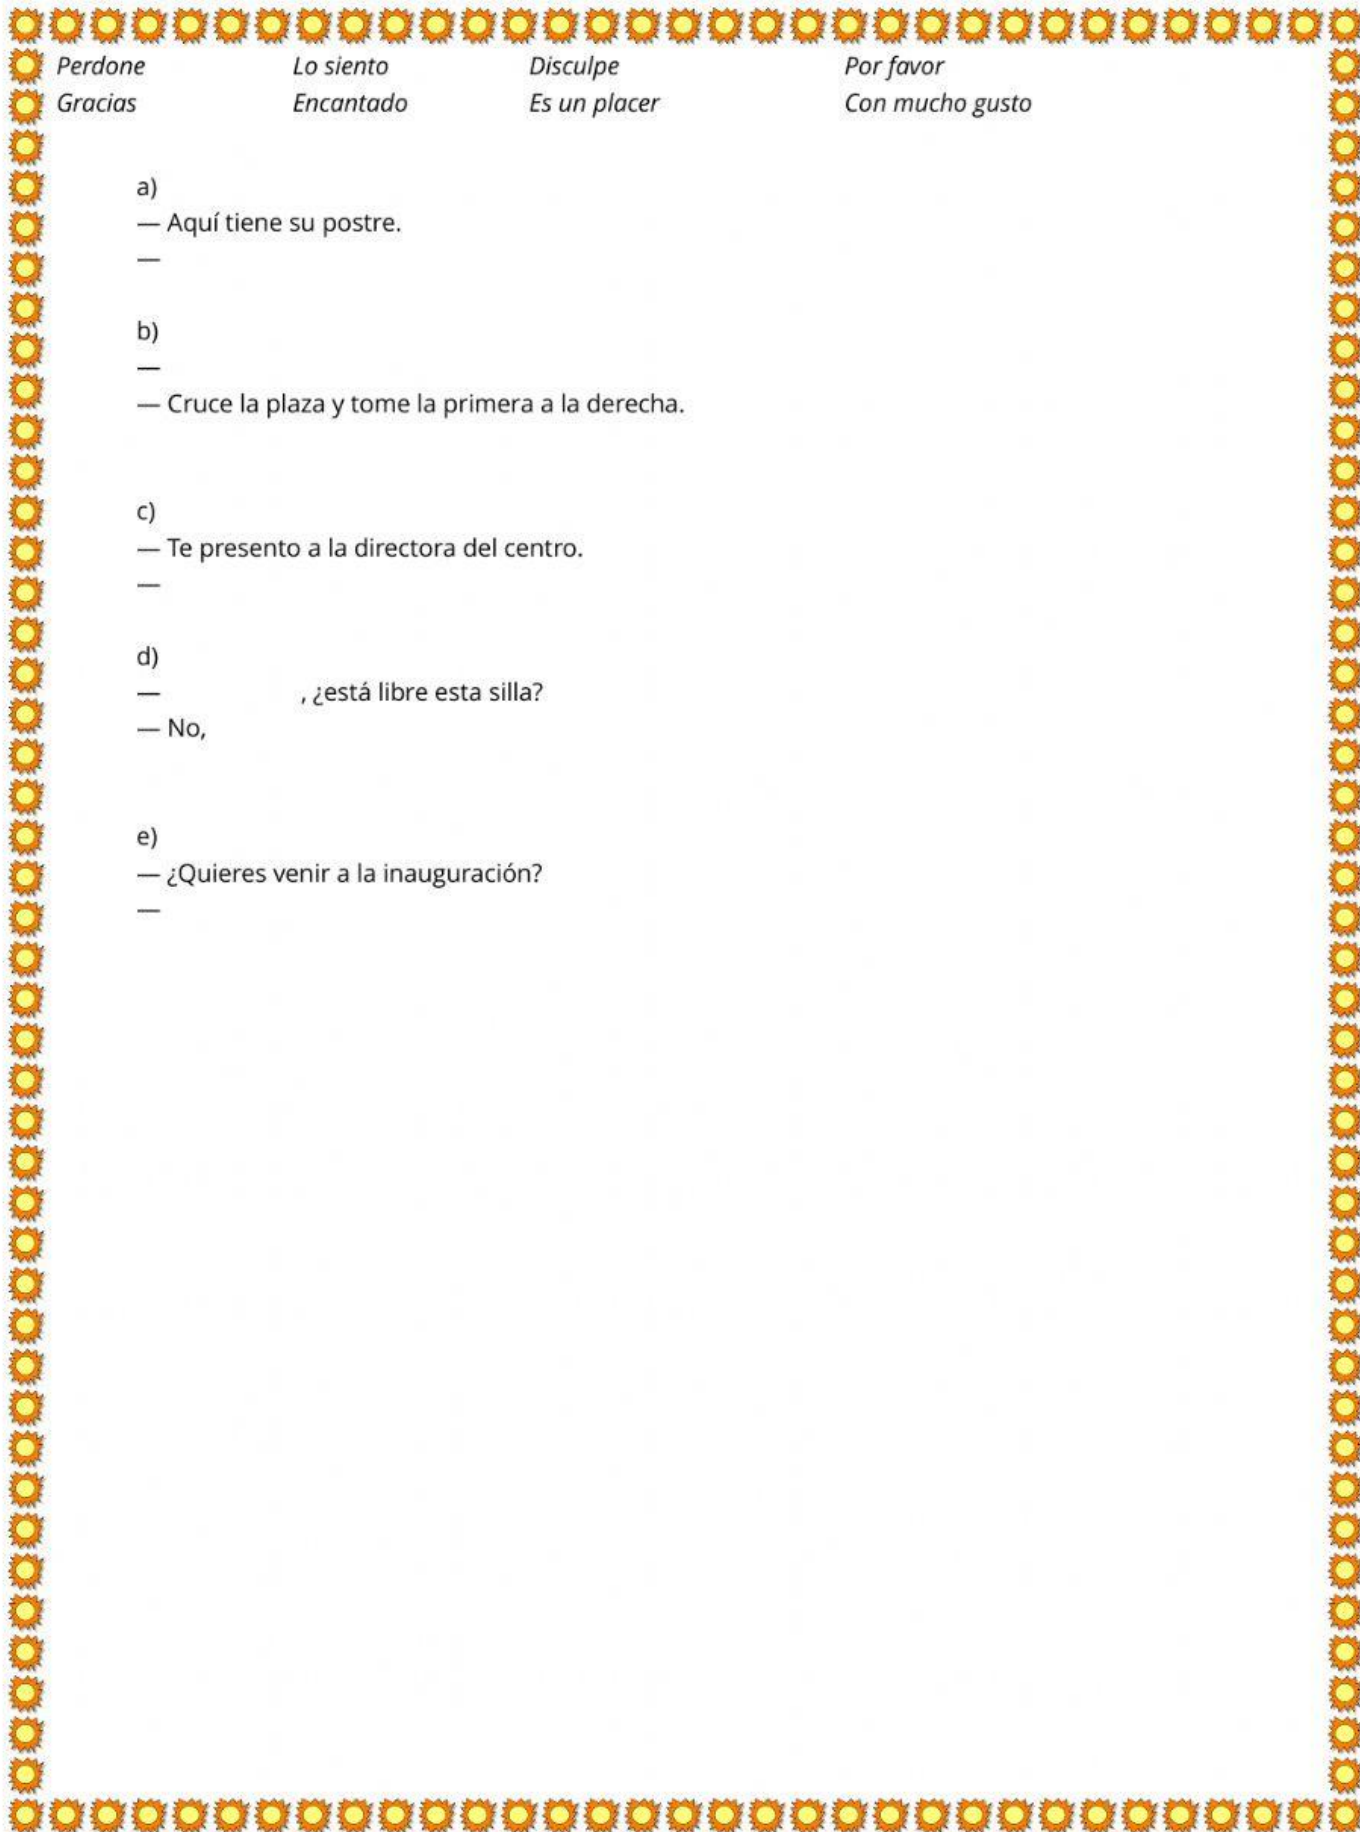 Perdone Lo siento Disculpe Por favor
Gracias Encantado Es un placer Con mucho gusto
a)
— Aquí tiene su postre.
—
b)
—
— Cruce la plaza y tome la primera a la derecha.
c)
— Te presento a la directora del centro.
—
d)
— , ¿está libre esta silla?
— No,
e)
— ¿Quieres venir a la inauguración?
—